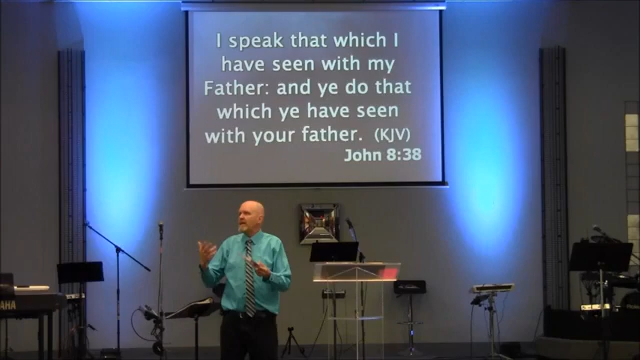 I speak that which I
have seen with my
Father: and ye do that
which ye have seen
with your father. (KJV)
John 8:38
AHA